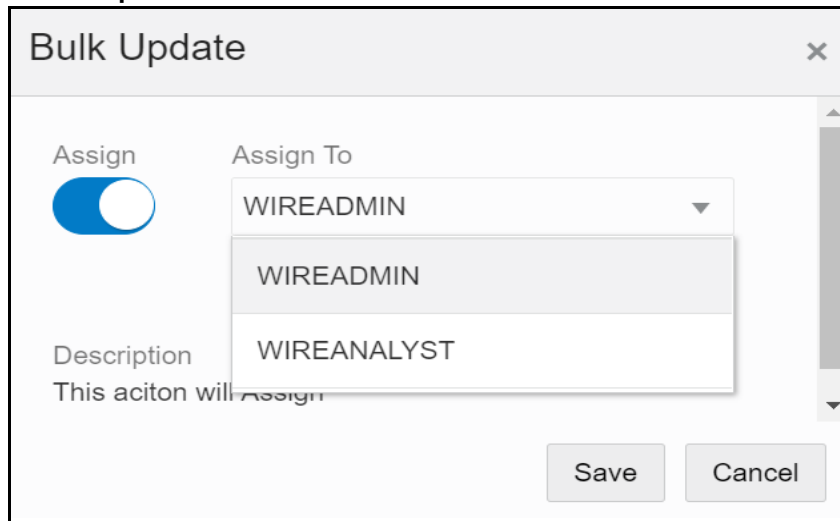 Bulk Update
Assign Assign To
WIREADMIN
WIREADMIN
WIREANALYST
Description
This aciton will Assign
Save Cancel